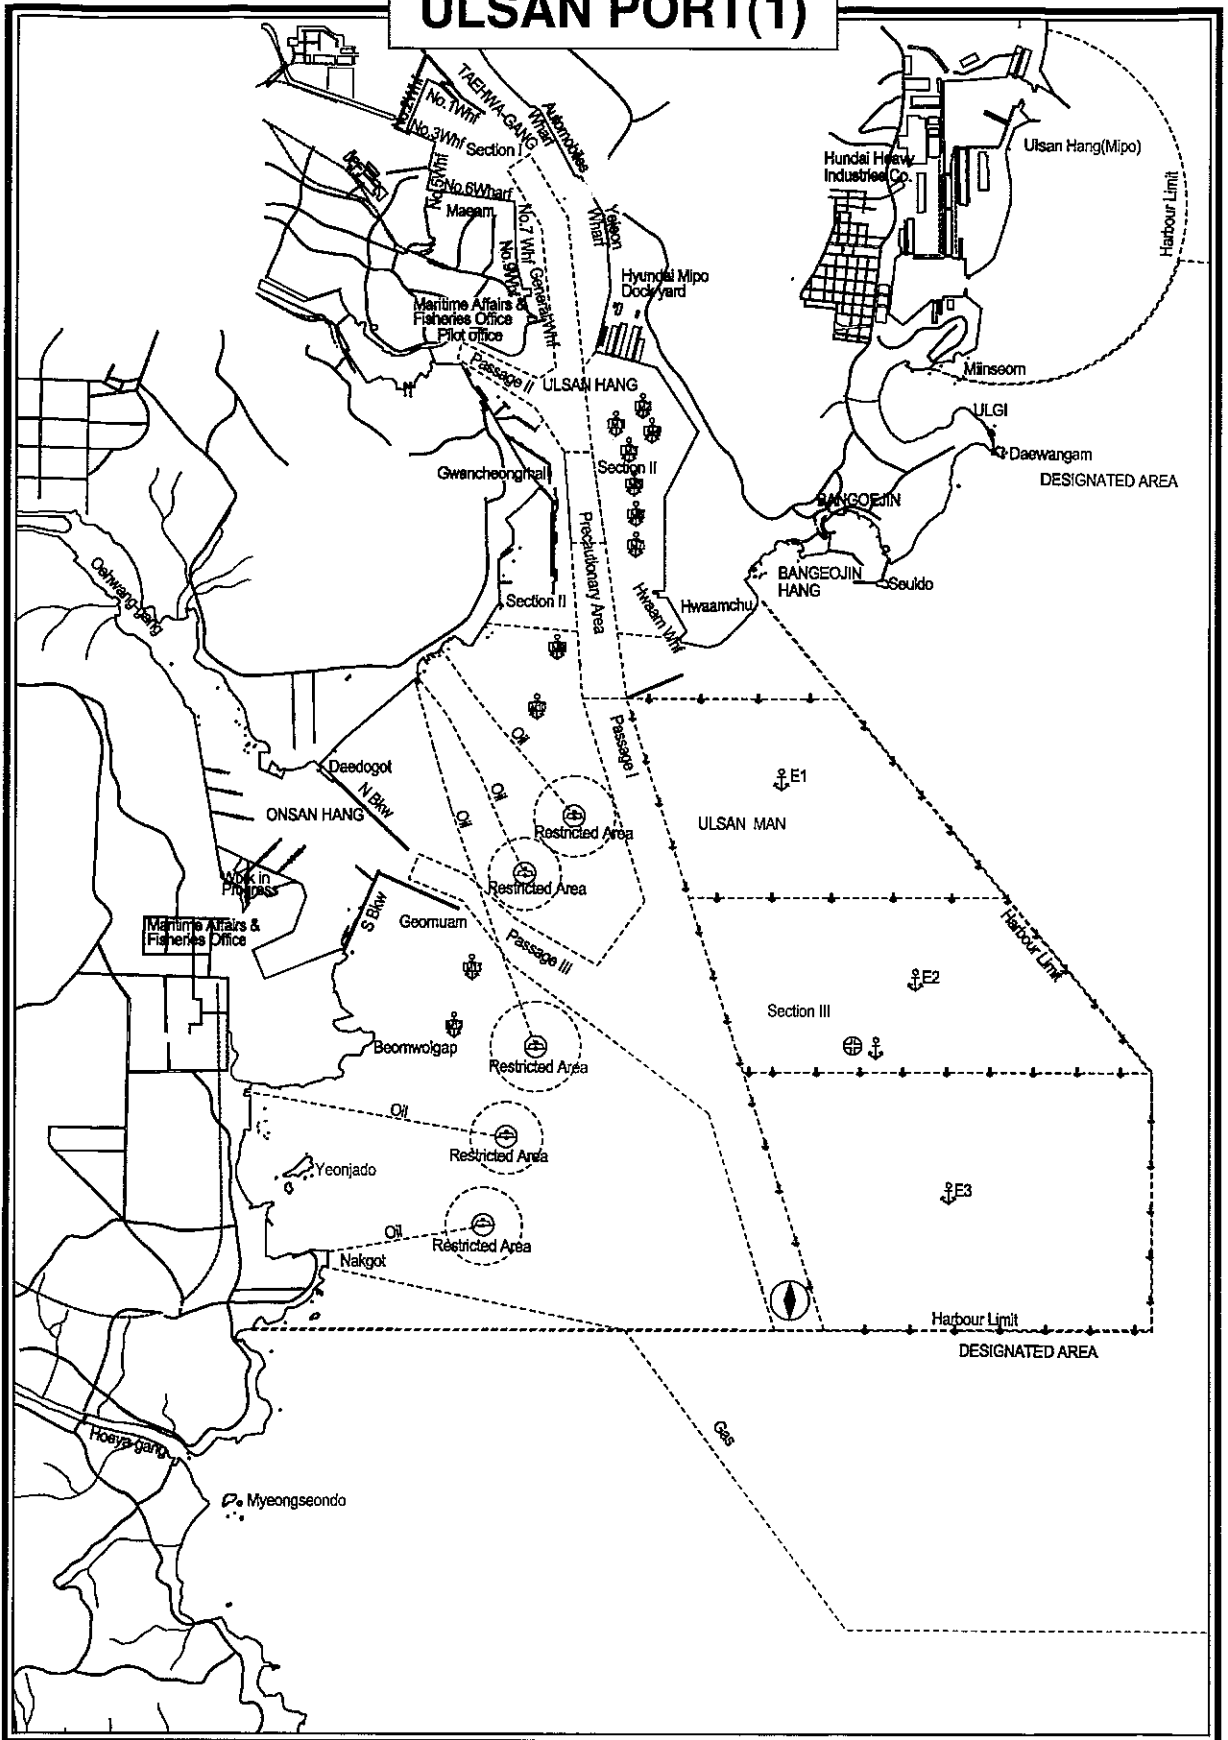 ULSAN PORT(1)
TAEHWA-GANG
No.2Whf
No.1Whf
No.3Whf
Section I
Automobiles
Wharf
No.5Whf
No.6Wharf
Maeam
No.7 Whf
No.9Whf
General Whf
Yejeon
Wharf
Hyundai Mipo
Dockyard
Hundai Heavy
Industries Co.
Ulsan Hang(Mipo)
Harbour Limit
Maritime Affairs &
Fisheries Office
Pilot office
Passage II
ULSAN HANG
Miinseom
ULGI
Daewangam
DESIGNATED AREA
Gwancheongmal
Section II
BANGOEJIN
Precautionary Area
BANGEOJIN
HANG
Seuldo
Oehwang-gang
Section II
Hwaam Whf
Hwaamchu
Passage I
Oil
Daedogot
N Bkw
Oil
Oil
E1
ONSAN HANG
Restricted Area
ULSAN MAN
Work in
Progress
Restricted Area
Maritime Affairs &
Fisheries Office
S Bkw
Geomuam
Passage III
Harbour Limit
E2
Section III
Beomwolgap
Restricted Area
Oil
Restricted Area
Yeonjado
E3
Oil
Restricted Area
Nakgot
Harbour Limit
DESIGNATED AREA
Gas
Hoeya-gang
Myeongseondo